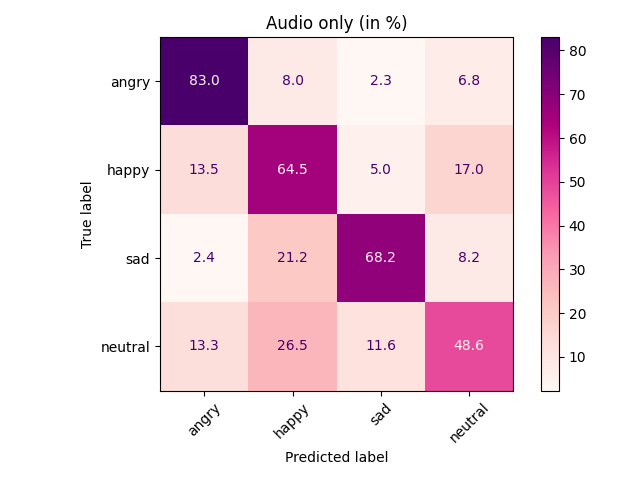 Audio only (in %)
angry 83.0 8.0 2.3 6.8 80
70
happy 13.5 64.5 5.0 17.0 60
50
True label
40
sad 2.4 21.2 68.2 8.2 30
20
neutral 13.3 26.5 11.6 48.6 10
angry happy sad neutral
Predicted label